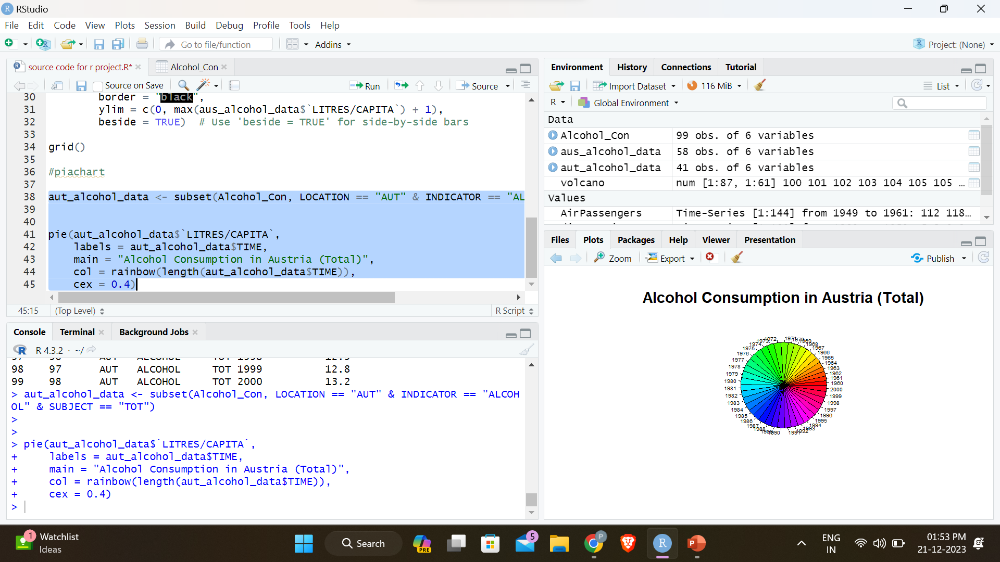 RStudio
File Edit Code View Plots Session Build Debug Profile Tools Help
Go to file/function Addins Project: (None)
source code for r project.R* Alcohol_Con
Source on Save Run Source
30 border = "black",
31 ylim = c(0, max(aus_alcohol_data$`LITRES/CAPITA`) + 1),
32 beside = TRUE) # Use 'beside = TRUE' for side-by-side bars
33
34 grid()
35
36 #piachart
37
38 aut_alcohol_data <- subset(Alcohol_Con, LOCATION == "AUT" & INDICATOR == "AL
39
40
41 pie(aut_alcohol_data$`LITRES/CAPITA`,
42 labels = aut_alcohol_data$TIME,
43 main = "Alcohol Consumption in Austria (Total)",
44 col = rainbow(length(aut_alcohol_data$TIME)),
45 cex = 0.4)
45:15 (Top Level) R Script
Console Terminal Background Jobs
R 4.3.2 · ~/
98 97 AUT ALCOHOL TOT 1999 12.8
99 98 AUT ALCOHOL TOT 2000 13.2
> aut_alcohol_data <- subset(Alcohol_Con, LOCATION == "AUT" & INDICATOR == "ALCOH
OL" & SUBJECT == "TOT")
>
>
> pie(aut_alcohol_data$`LITRES/CAPITA`,
+ labels = aut_alcohol_data$TIME,
+ main = "Alcohol Consumption in Austria (Total)",
+ col = rainbow(length(aut_alcohol_data$TIME)),
+ cex = 0.4)
>
Environment History Connections Tutorial
Import Dataset 116 MiB List
R Global Environment
Data
Alcohol_Con 99 obs. of 6 variables
aus_alcohol_data 58 obs. of 6 variables
aut_alcohol_data 41 obs. of 6 variables
volcano num [1:87, 1:61] 100 101 102 103 104 105 105 …
Values
AirPassengers Time-Series [1:144] from 1949 to 1961: 112 118…
Files Plots Packages Help Viewer Presentation
Zoom Export Publish
Alcohol Consumption in Austria (Total)
1960
1961
1962
1963
1964
1965
1966
1967
1968
1969
1970
1971
1972
1973
1974
1975
1976
1977
1978
1979
1980
1981
1982
1983
1984
1985
1986
1987
1988
1989
1990
1991
1992
1993
1994
1995
1996
1997
1998
1999
2000
1 Watchlist
Ideas
Search
PRE
5
P
R
P
ENG
IN
01:53 PM
21-12-2023